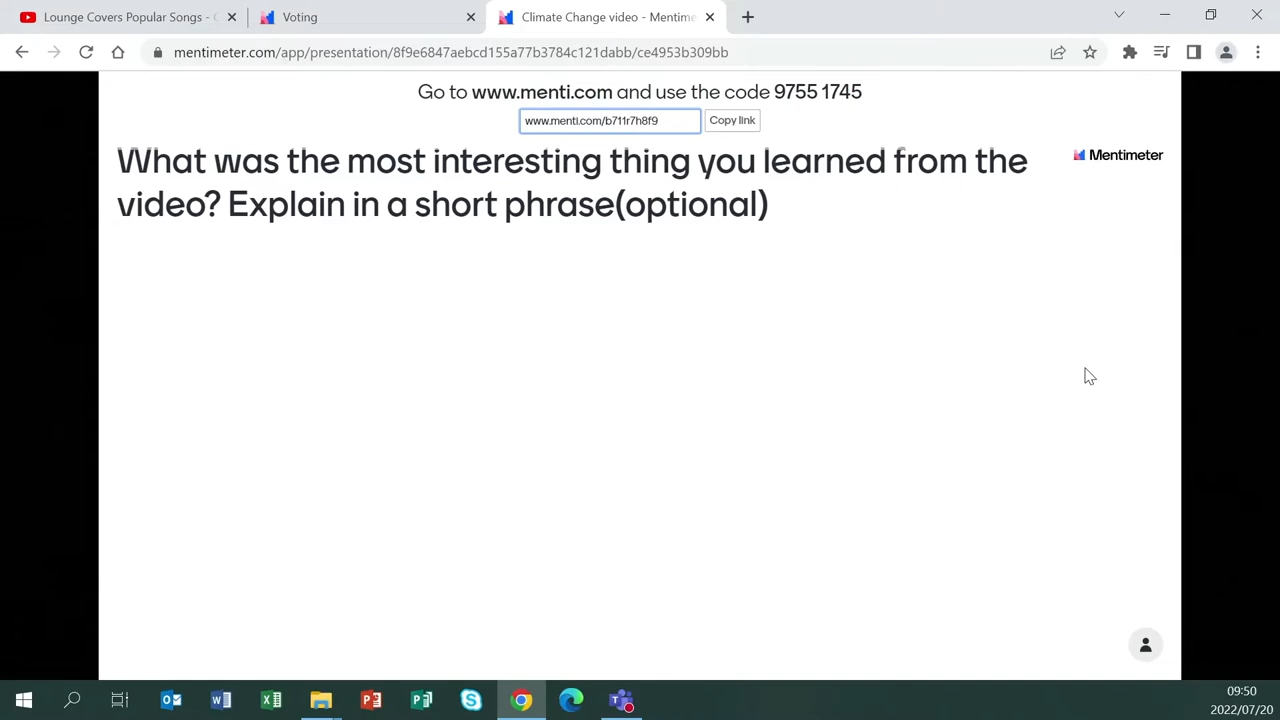 Lounge Covers Popular Songs - C
Voting
Climate Change video - Mentime
mentimeter.com/app/presentation/8f9e6847aebcd155a77b3784c121dabb/ce4953b309bb
Go to www.menti.com and use the code 9755 1745
www.menti.com/b711r7h8f9
Copy link
What was the most interesting thing you learned from the
video? Explain in a short phrase(optional)
Mentimeter
09:50
2022/07/20